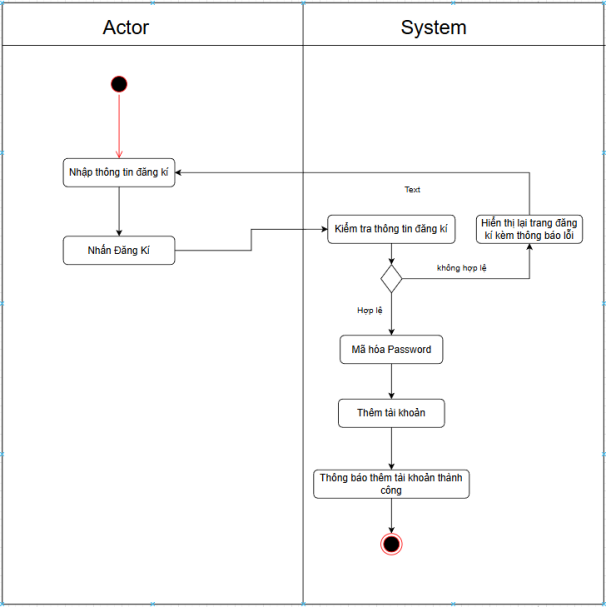 Actor
System
Nhập thông tin đăng kí
Text
Nhấn Đăng Kí
Kiểm tra thông tin đăng kí
Hiển thị lại trang đăng
kí kèm thông báo lỗi
không hợp lệ
Hợp lệ
Mã hóa Password
Thêm tài khoản
Thông báo thêm tài khoản thành
công